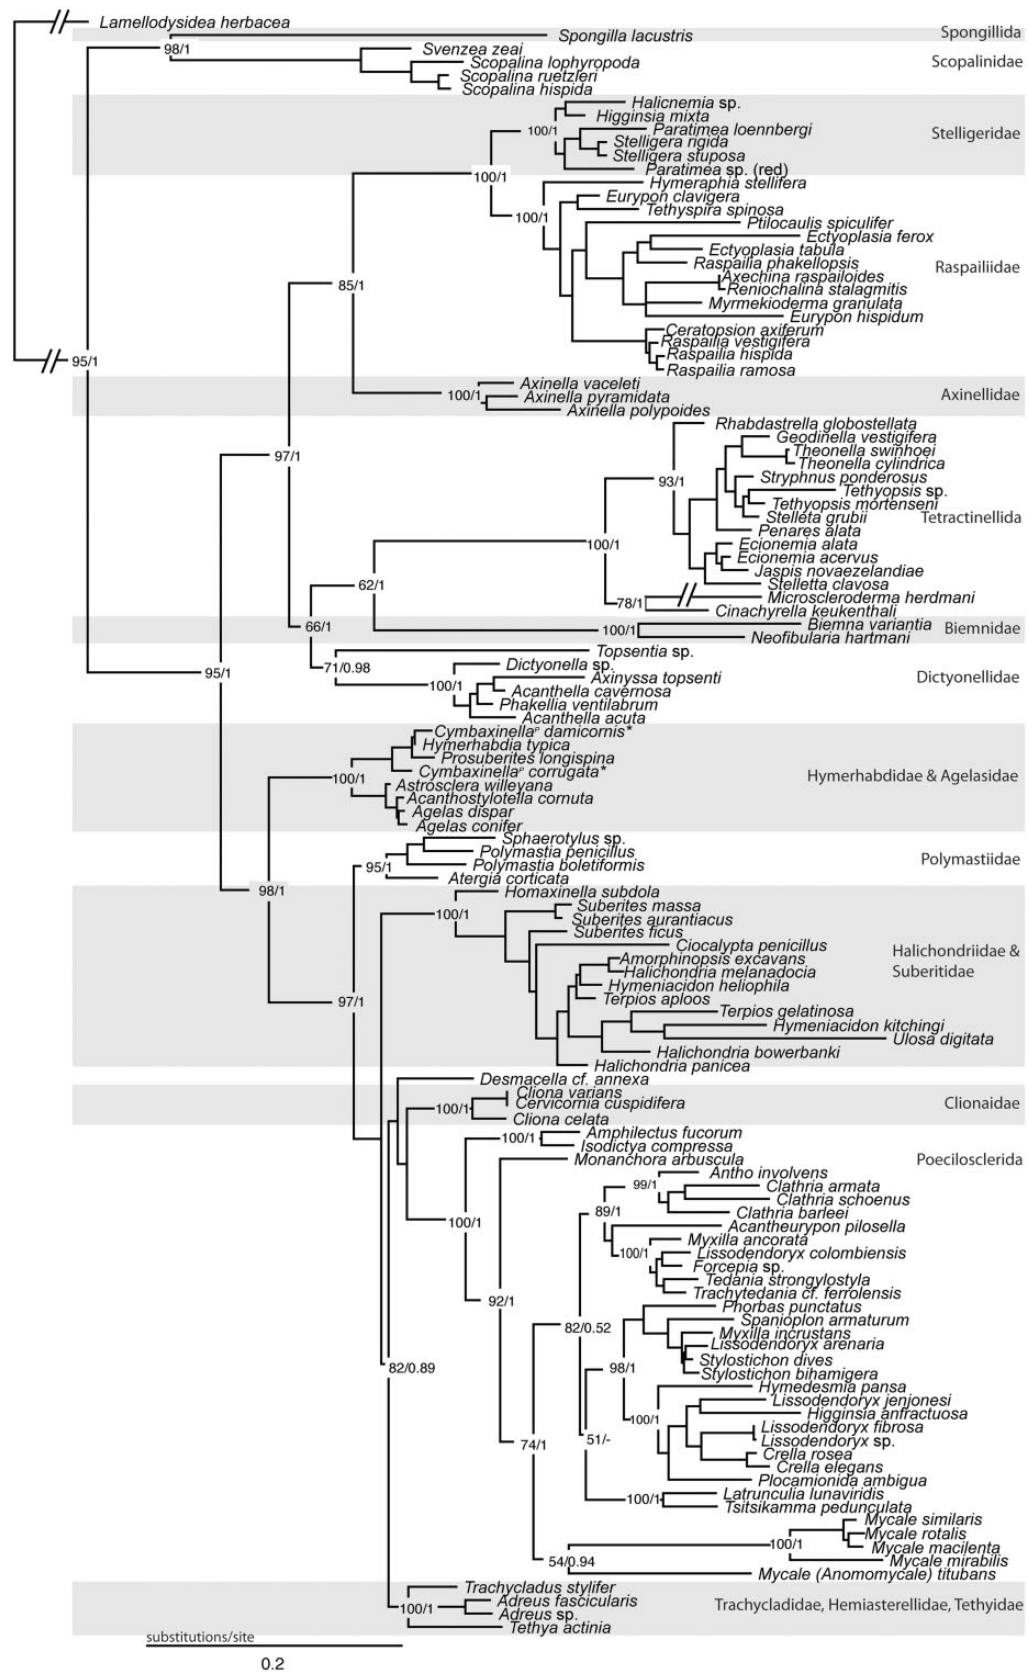 Lamellodysidea herbacea
Spongilla lacustris
Spongillida
98/1
Svenzea zeai
Scopalina lophyropoda
Scopalinidae
Scopalina ruetzleri
Scopalina hispida
Halicnemia sp.
Higginsia mixta
100/1
Paratimea loennbergi
Stelligeridae
Stelligera rigida
Stelligera stuposa
Paratimea sp. (red)
100/1
Hymeraphia stellifera
Eurypon clavigera
Tethyspira spinosa
100/1
Ptilocaulis spiculifer
Ectyoplasia ferox
Ectyoplasia tabula
Raspailia phakellopsis
Raspailiidae
Axechina raspailoides
85/1
Reniochalina stalagmitis
Myrmekioderma granulata
Eurypon hispidum
Ceratopsion axiferum
Raspailia vestigifera
Raspailia hispida
95/1
Raspailia ramosa
Axinella vaceleti
100/1
Axinella pyramidata
Axinellidae
Axinella polypoides
Rhabdastrella globostellata
Geodinella vestigifera
Theonella swinhoei
97/1
Theonella cylindrica
93/1
Stryphnus ponderosus
Tethyopsis sp.
Tethyopsis mortenseni
Stelleta grubii
Tetractinellida
Penares alata
100/1
Ecionemia alata
Ecionemia acervus
Jaspis novaezelandiae
62/1
Stelletta clavosa
78/1
Microscleroderma herdmani
Cinachyrella keukenthali
66/1
100/1
Biemna variantia
Biemnidae
Neofibularia hartmani
Topsentia sp.
71/0.98
Dictyonella sp.
95/1
Axinyssa topsenti
Dictyonellidae
100/1
Acanthella cavernosa
Phakellia ventilabrum
Acanthella acuta
Cymbaxinellaᵖ damicornis*
Hymerhabdia typica
Prosuberites longispina
100/1
Cymbaxinellaᵖ corrugata*
Hymerhabdidae & Agelasidae
Astrosclera willeyana
Acanthostylotella cornuta
Agelas dispar
Agelas conifer
Sphaerotylus sp.
Polymastia penicillus
Polymastiidae
95/1
Polymastia boletiformis
Atergia corticata
98/1
Homaxinella subdola
Suberites massa
100/1
Suberites aurantiacus
Suberites ficus
Ciocalypta penicillus
Halichondriidae &
Suberitidae
Amorphinopsis excavans
Halichondria melanadocia
Hymeniacidon heliophila
Terpios aploos
97/1
Terpios gelatinosa
Hymeniacidon kitchingi
Ulosa digitata
Halichondria bowerbanki
Halichondria panicea
Desmacella cf. annexa
Cliona varians
100/1
Cervicornia cuspidifera
Clionaidae
Cliona celata
100/1
Amphilectus fucorum
Isodictya compressa
Monanchora arbuscula
Poecilosclerida
Antho involvens
99/1
Clathria armata
Clathria schoenus
89/1
Clathria barleei
100/1
Acantheurypon pilosella
Myxilla ancorata
100/1
Lissodendoryx colombiensis
Forcepia sp.
Tedania strongylostyla
Trachytedania cf. ferrolensis
92/1
Phorbas punctatus
82/0.52
Spanioplon armaturum
Myxilla incrustans
Lissodendoryx arenaria
82/0.89
98/1
Stylostichon dives
Stylostichon bihamigera
Hymedesmia pansa
Lissodendoryx jenjonesi
100/1
Higginsia anfractuosa
Lissodendoryx fibrosa
74/1
51/-
Lissodendoryx sp.
Crella rosea
Crella elegans
Plocamionida ambigua
100/1
Latrunculia lunaviridis
Tsitsikamma pedunculata
Mycale similaris
Mycale rotalis
100/1
Mycale macilenta
54/0.94
Mycale mirabilis
Mycale (Anomomycale) titubans
Trachycladus stylifer
Adreus fascicularis
100/1
Adreus sp.
Trachycladidae, Hemiasterellidae, Tethyidae
Tethya actinia
substitutions/site
0.2